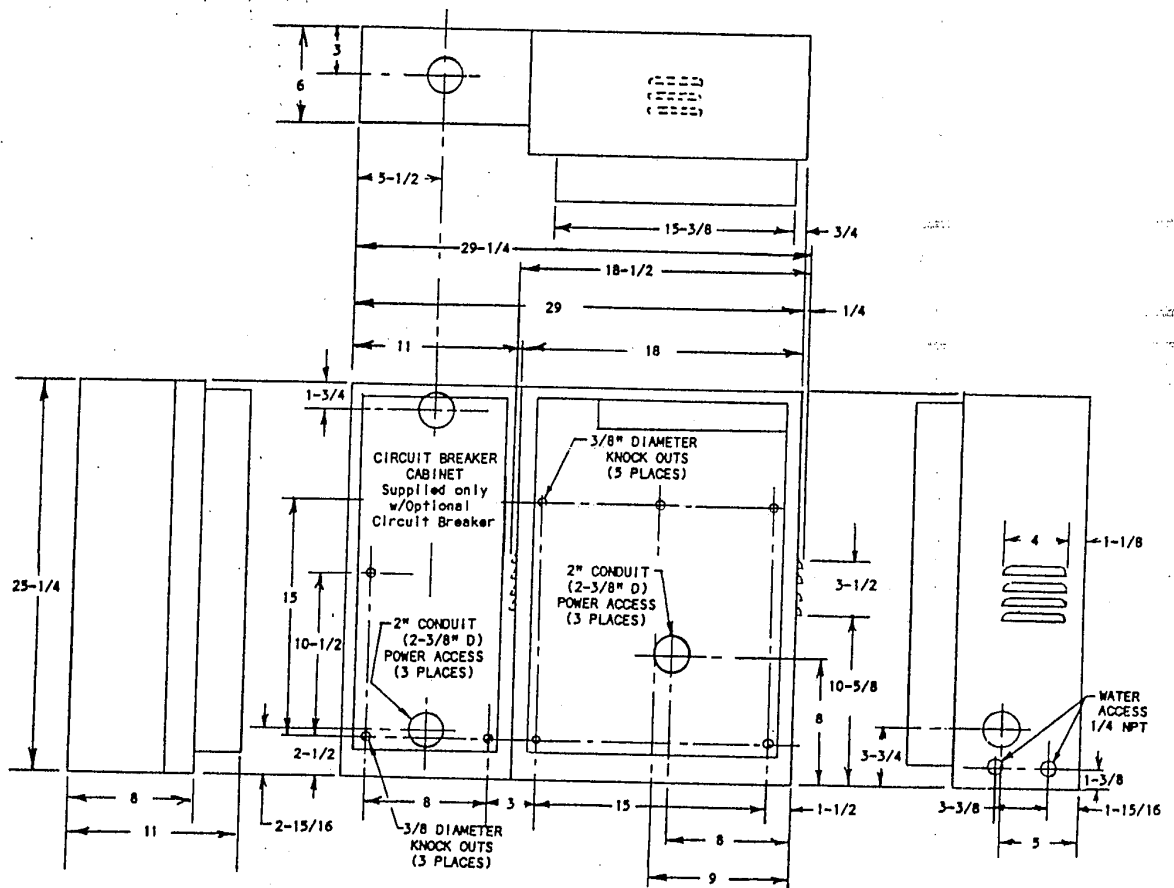 3
6
5-1/2
15-3/8
3/4
29-1/4
18-1/2
29
1/4
11
18
1-3/4
3/8" DIAMETER
KNOCK OUTS
(5 PLACES)
CIRCUIT BREAKER
CABINET
Supplied only
w/Optional
Circuit Breaker
4
1-1/8
25-1/4
15
10-1/2
2" CONDUIT
(2-3/8" D)
POWER ACCESS
(3 PLACES)
3-1/2
2" CONDUIT
(2-3/8" D)
POWER ACCESS
(3 PLACES)
10-5/8
8
WATER
ACCESS
1/4 NPT
3-3/4
2-1/2
1-3/8
8
8
3
15
1-1/2
3-3/8
1-15/16
11
2-15/16
3/8 DIAMETER
KNOCK OUTS
(3 PLACES)
8
5
9